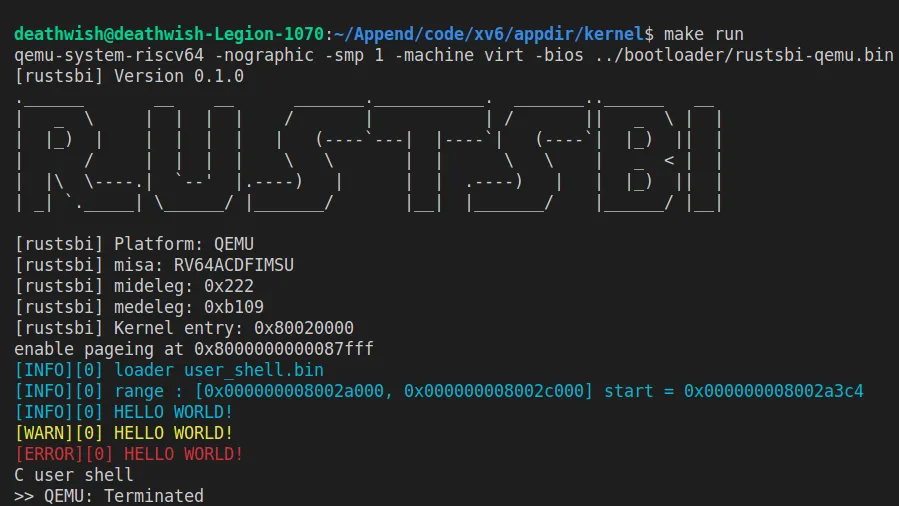 deathwish@deathwish-Legion-1070:~/Append/code/xv6/appdir/kernel$ make run
qemu-system-riscv64 -nographic -smp 1 -machine virt -bios ../bootloader/rustsbi-qemu.bin
[rustsbi] Version 0.1.0
RUSTSBI
[rustsbi] Platform: QEMU
[rustsbi] misa: RV64ACDFIMSU
[rustsbi] mideleg: 0x222
[rustsbi] medeleg: 0xb109
[rustsbi] Kernel entry: 0x80020000
enable pageing at 0x8000000000087fff
[INFO][0] loader user_shell.bin
[INFO][0] range : [0x000000008002a000, 0x000000008002c000] start = 0x000000008002a3c4
[INFO][0] HELLO WORLD!
[WARN][0] HELLO WORLD!
[ERROR][0] HELLO WORLD!
C user shell
>> QEMU: Terminated